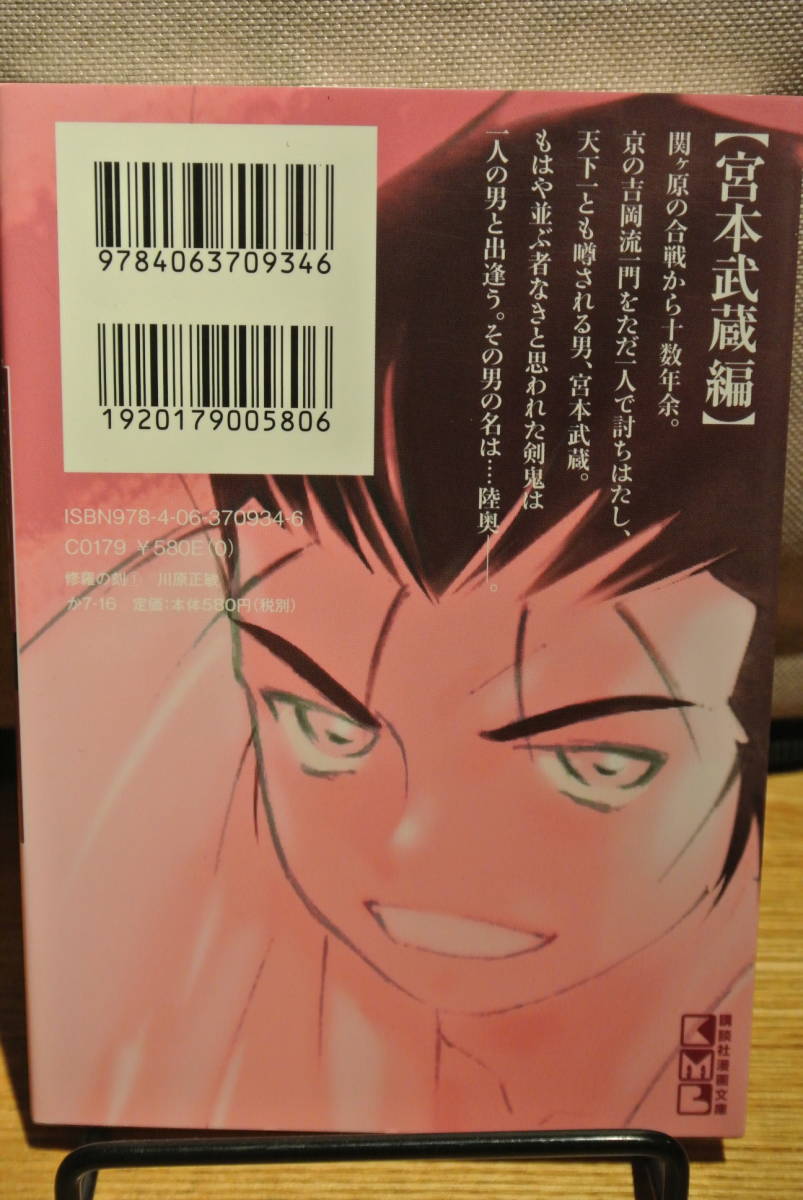 【宮本武蔵編】
関ヶ原の合戦から十数年余。
京の吉岡流一門をただ一人で討ちはたし、
天下一とも噂される男、宮本武蔵。
もはや並ぶ者なきと思われた剣鬼は
一人の男と出逢う。その男の名は…陸奥──。
9784063709346
1920179005806
ISBN978-4-06-370934-6
C0179 ¥580E(0)
修羅の刻① 川原正敏
か7-16 定価：本体580円（税別）
講談社漫画文庫
KMB